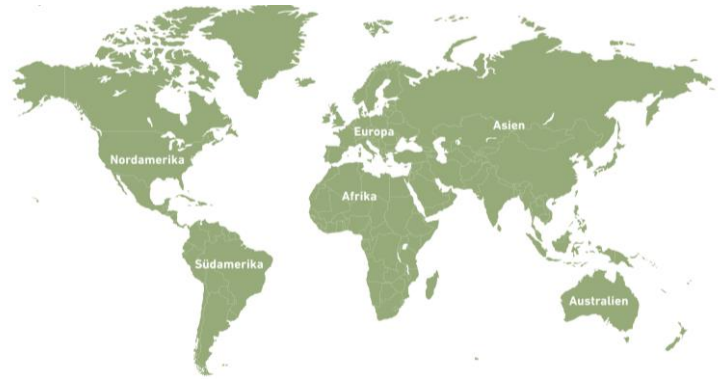 Europa
Asien
Nordamerika
Afrika
Südamerika
Australien